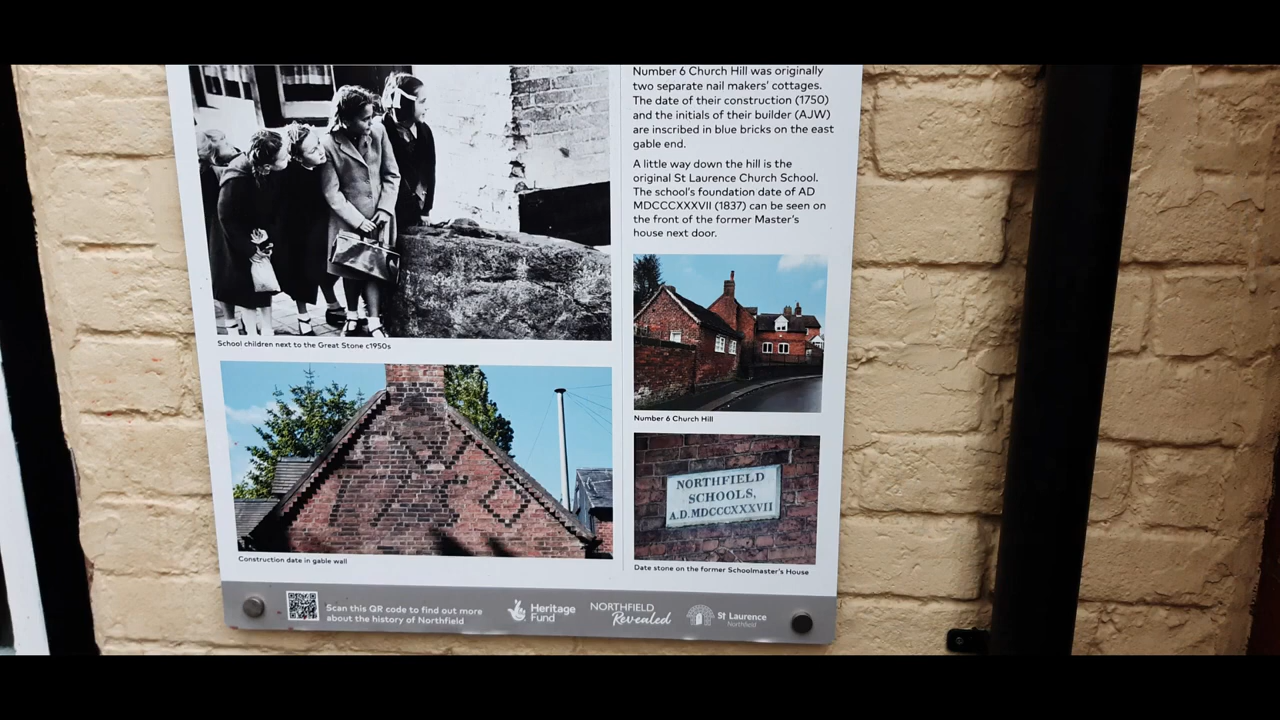 Number 6 Church Hill was originally
two separate nail makers' cottages.
The date of their construction (1750)
and the initials of their builder (AJW)
are inscribed in blue bricks on the east
gable end.
A little way down the hill is the
original St Laurence Church School.
The school's foundation date of AD
MDCCCXXXVII (1837) can be seen on
the front of the former Master's
house next door.
School children next to the Great Stone c1950s
Number 6 Church Hill
NORTHFIELD
SCHOOLS,
A.D. MDCCCXXXVII
Construction date in gable wall
Date stone on the former Schoolmaster's House
Scan this QR code to find out more
about the history of Northfield
Heritage
Fund
NORTHFIELD
Revealed
St Laurence
Northfield